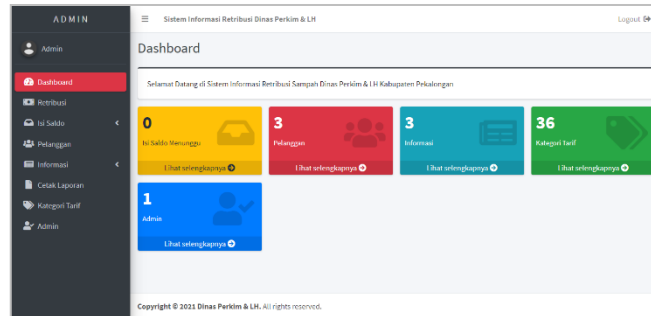 ADMIN
Sistem Informasi Retribusi Dinas Perkim & LH
Logout
Admin
Dashboard
Dashboard
Retribusi
Isi Saldo
Pelanggan
Informasi
Cetak Laporan
Kategori Tarif
Admin
Selamat Datang di Sistem Informasi Retribusi Sampah Dinas Perkim & LH Kabupaten Pekalongan
0
Isi Saldo Menunggu
Lihat selengkapnya
3
Pelanggan
Lihat selengkapnya
3
Informasi
Lihat selengkapnya
36
Kategori Tarif
Lihat selengkapnya
1
Admin
Lihat selengkapnya
Copyright © 2021 Dinas Perkim & LH. All rights reserved.